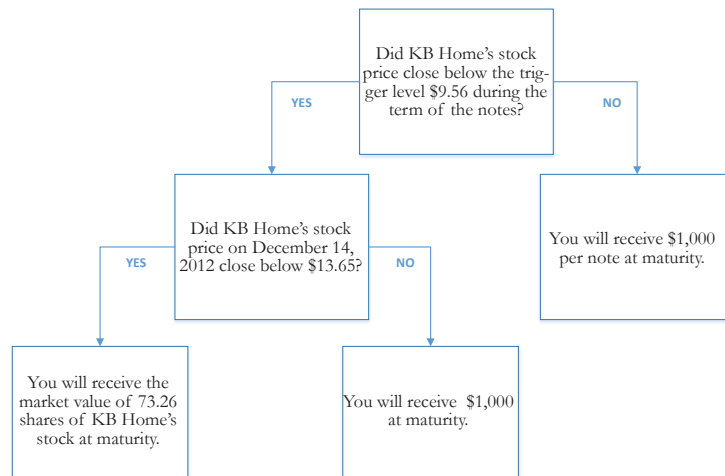 Did KB Home's stock
price close below the trig-
ger level $9.56 during the
term of the notes?
YES
NO
Did KB Home's stock
price on December 14,
2012 close below $13.65?
You will receive $1,000
per note at maturity.
YES
NO
You will receive the
market value of 73.26
shares of KB Home's
stock at maturity.
You will receive $1,000
at maturity.